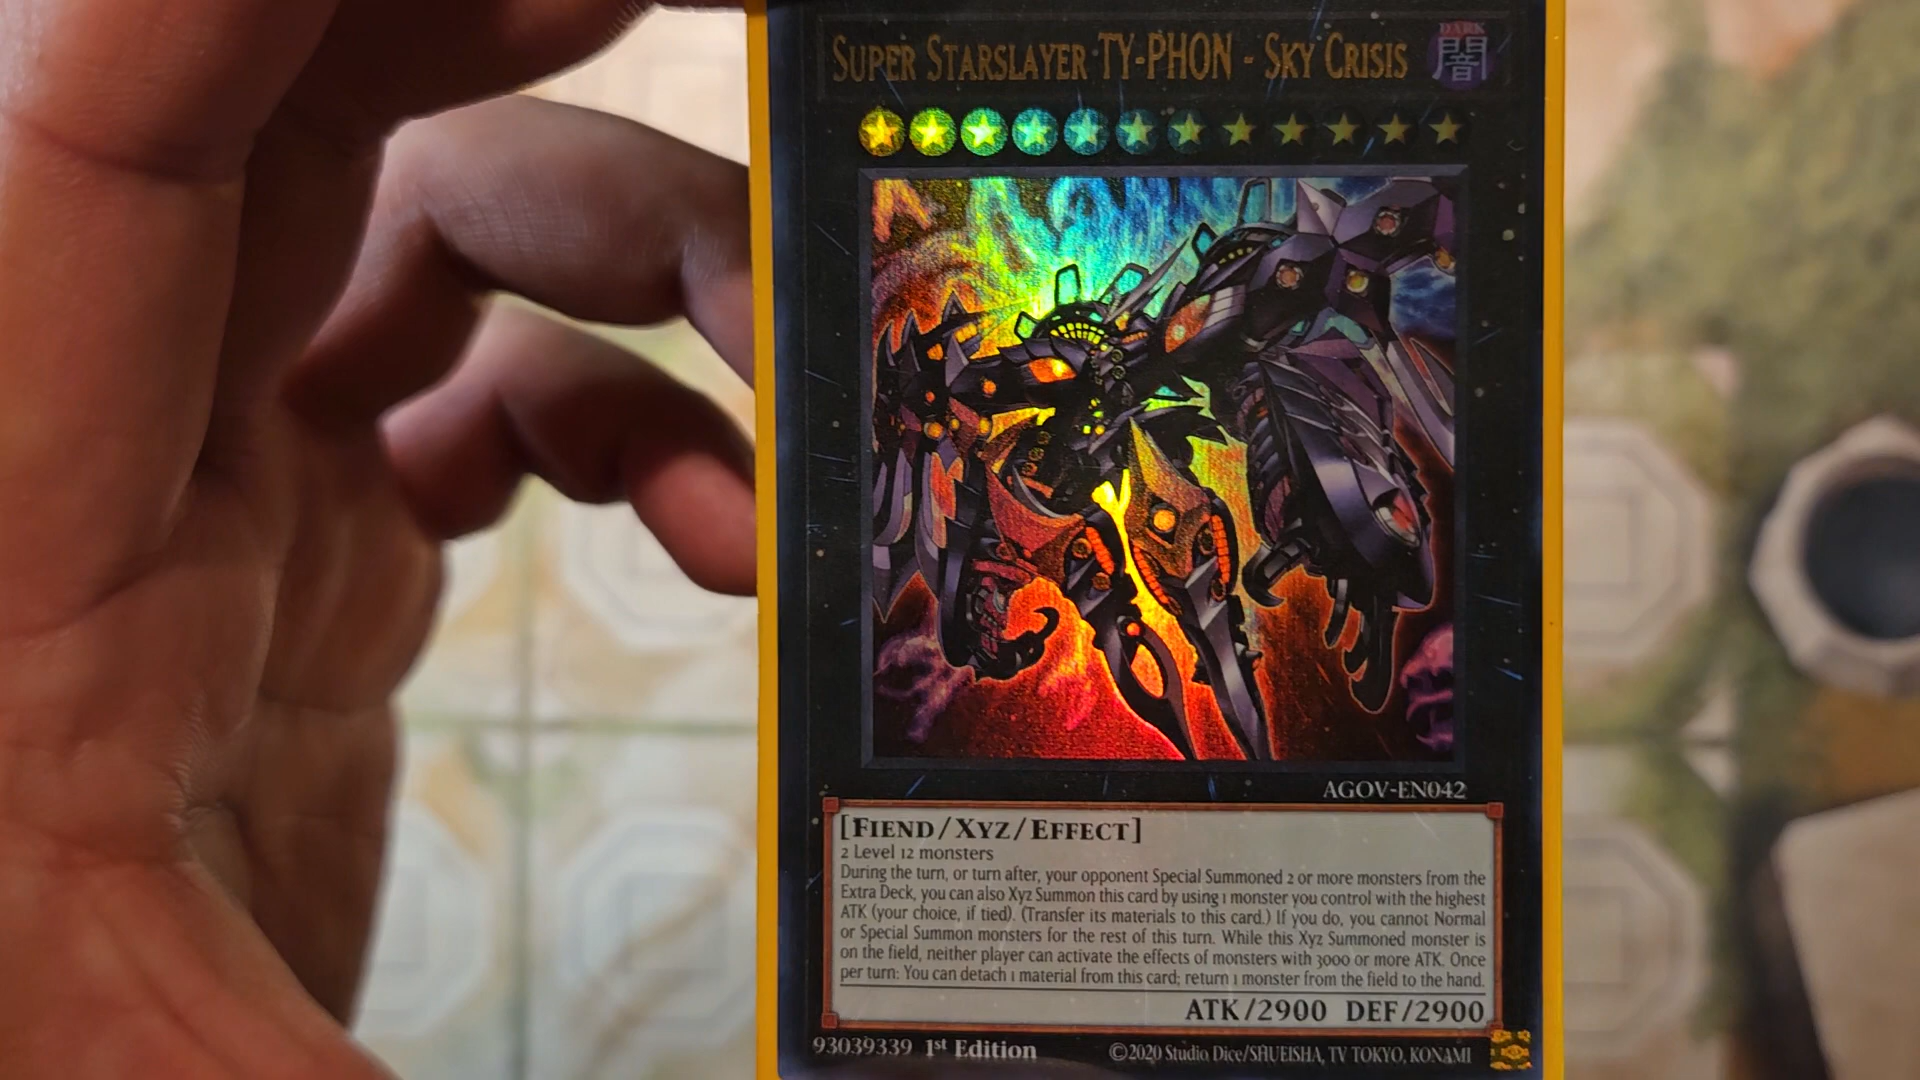 SUPER STARSLAYER TY-PHON - SKY CRISIS
DARK
闇
AGOV-EN042
[FIEND/XYZ/EFFECT]
2 Level 12 monsters
During the turn, or turn after, your opponent Special Summoned 2 or more monsters from the
Extra Deck, you can also Xyz Summon this card by using 1 monster you control with the highest
ATK (your choice, if tied). (Transfer its materials to this card.) If you do, you cannot Normal
or Special Summon monsters for the rest of this turn. While this Xyz Summoned monster is
on the field, neither player can activate the effects of monsters with 3000 or more ATK. Once
per turn: You can detach 1 material from this card; return 1 monster from the field to the hand.
ATK/2900 DEF/2900
93039339 1st Edition
©2020 Studio Dice/SHUEISHA, TV TOKYO, KONAMI